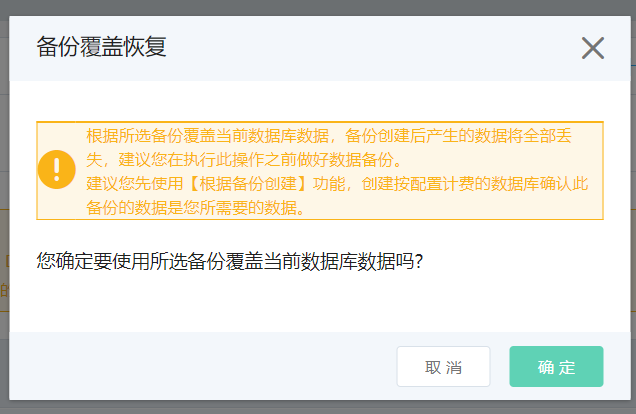 备份覆盖恢复
根据所选备份覆盖当前数据库数据，备份创建后产生的数据将全部丢
失，建议您在执行此操作之前做好数据备份。
建议您先使用【根据备份创建】功能，创建按配置计费的数据库确认此
备份的数据是您所需要的数据。
您确定要使用所选备份覆盖当前数据库数据吗?
取 消
确 定